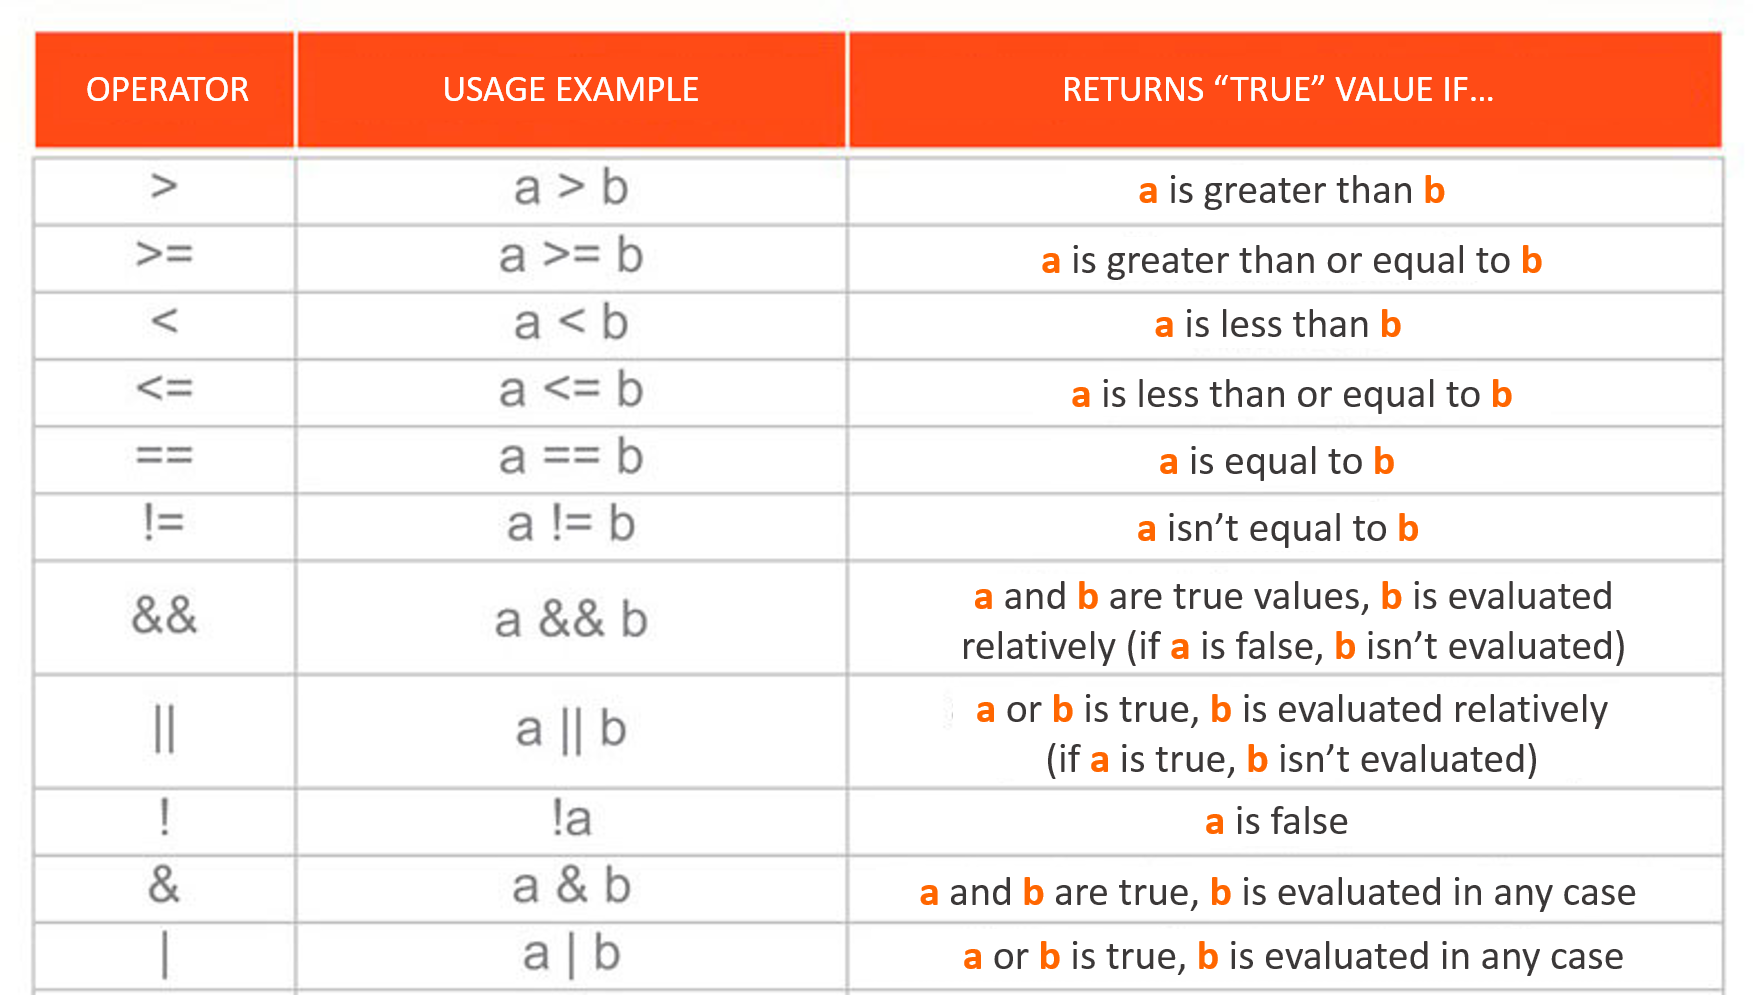 OPERATOR USAGE EXAMPLE RETURNS “TRUE” VALUE IF...
> a > b a is greater than b
>= a >= b a is greater than or equal to b
< a < b a is less than b
<= a <= b a is less than or equal to b
== a == b a is equal to b
!= a != b a isn’t equal to b
&& a && b a and b are true values, b is evaluated
relatively (if a is false, b isn’t evaluated)
|| a || b a or b is true, b is evaluated relatively
(if a is true, b isn’t evaluated)
! !a a is false
& a & b a and b are true, b is evaluated in any case
| a | b a or b is true, b is evaluated in any case